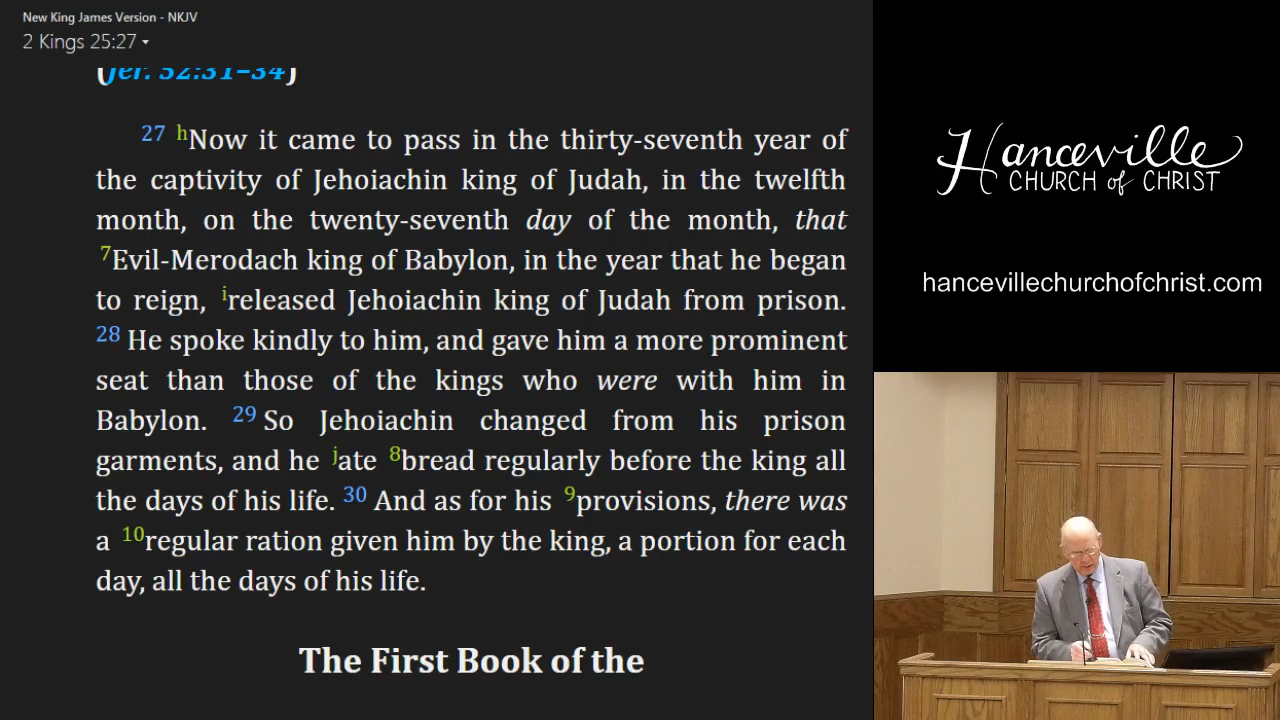 New King James Version - NKJV
2 Kings 25:27
(Jer. 52:31–34)
27 hNow it came to pass in the thirty-seventh year of
the captivity of Jehoiachin king of Judah, in the twelfth
month, on the twenty-seventh day of the month, that
7Evil-Merodach king of Babylon, in the year that he began
to reign, ireleased Jehoiachin king of Judah from prison.
28 He spoke kindly to him, and gave him a more prominent
seat than those of the kings who were with him in
Babylon. 29 So Jehoiachin changed from his prison
garments, and he jate 8bread regularly before the king all
the days of his life. 30 And as for his 9provisions, there was
a 10regular ration given him by the king, a portion for each
day, all the days of his life.
The First Book of the
Hanceville
CHURCH of CHRIST
hancevillechurchofchrist.com